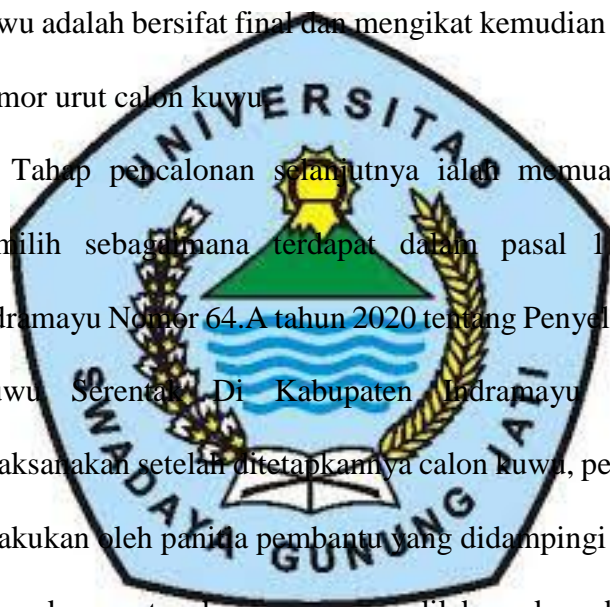 wu adalah bersifat final dan mengikat kemudian
mor urut calon kuwu.
Tahap pencalonan selanjutnya ialah memua
milih sebagaimana terdapat dalam pasal 1
dramayu Nomor 64.A tahun 2020 tentang Penyel
uwu Serentak Di Kabupaten Indramayu
aksanakan setelah ditetapkannya calon kuwu, pe
akukan oleh panitia pembantu yang didampingi
UNIVERSITAS
SWADAYA GUNUNG JATI